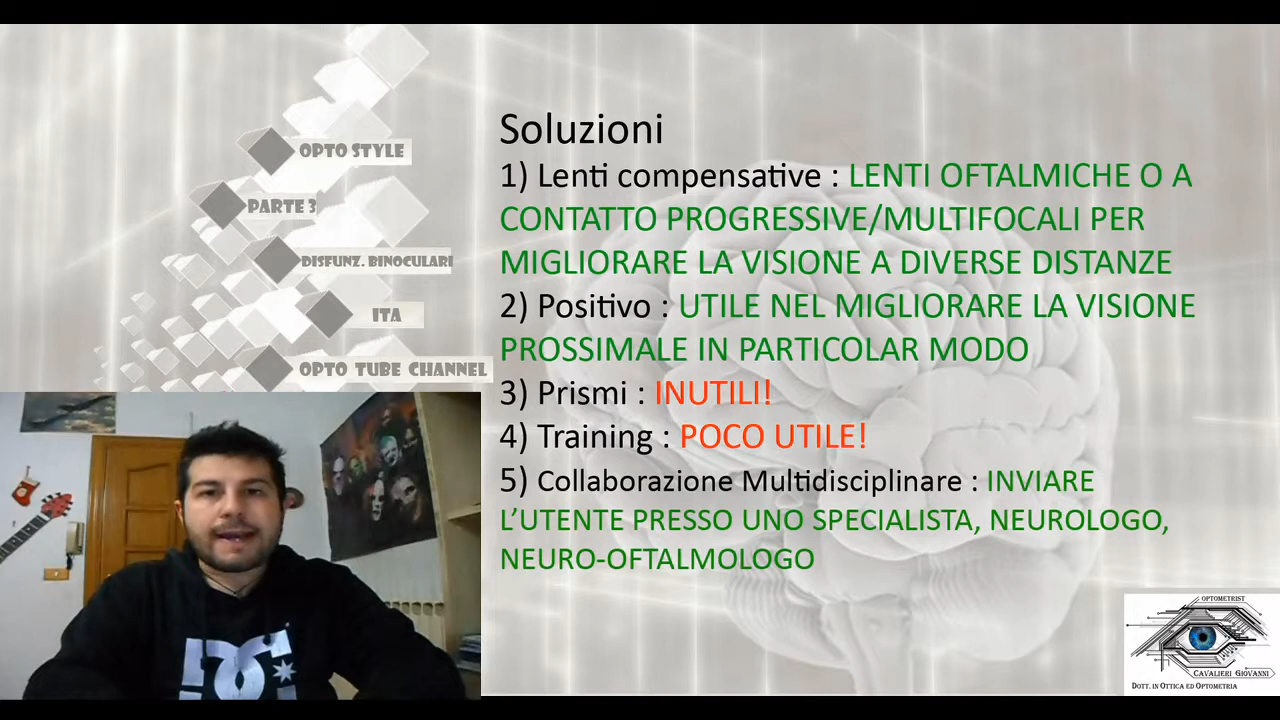 OPTO STYLE
PARTE 3
DISFUNZ. BINOCULARI
ITA
OPTO TUBE CHANNEL
Soluzioni
1) Lenti compensative : LENTI OFTALMICHE O A
CONTATTO PROGRESSIVE/MULTIFOCALI PER
MIGLIORARE LA VISIONE A DIVERSE DISTANZE
2) Positivo : UTILE NEL MIGLIORARE LA VISIONE
PROSSIMALE IN PARTICOLAR MODO
3) Prismi : INUTILI!
4) Training : POCO UTILE!
5) Collaborazione Multidisciplinare : INVIARE
L’UTENTE PRESSO UNO SPECIALISTA, NEUROLOGO,
NEURO-OFTALMOLOGO
OPTOMETRIST
CAVALIERI GIOVANNI
DOTT. IN OTTICA ED OPTOMETRIA